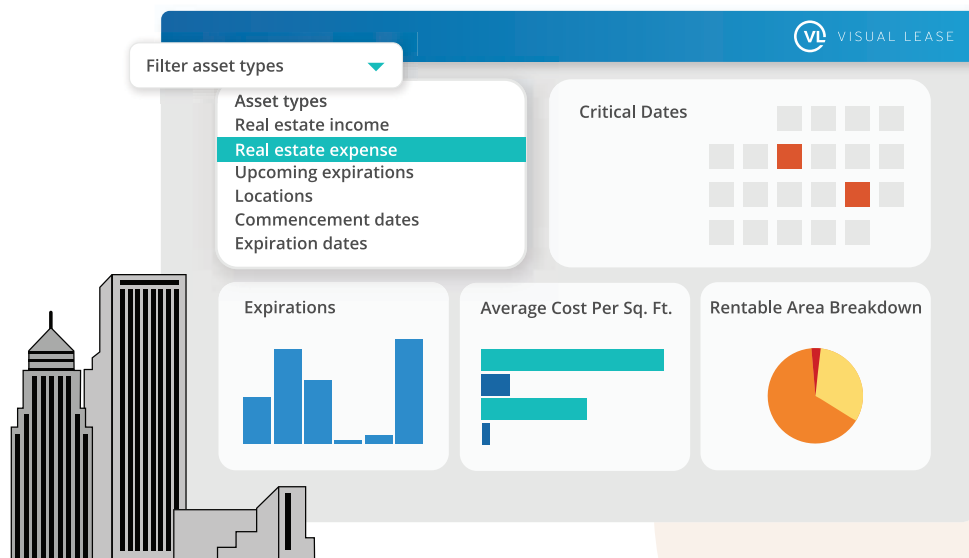 VL VISUAL LEASE
Filter asset types
Asset types
Real estate income
Real estate expense
Upcoming expirations
Locations
Commencement dates
Expiration dates
Critical Dates
Expirations
Average Cost Per Sq. Ft.
Rentable Area Breakdown